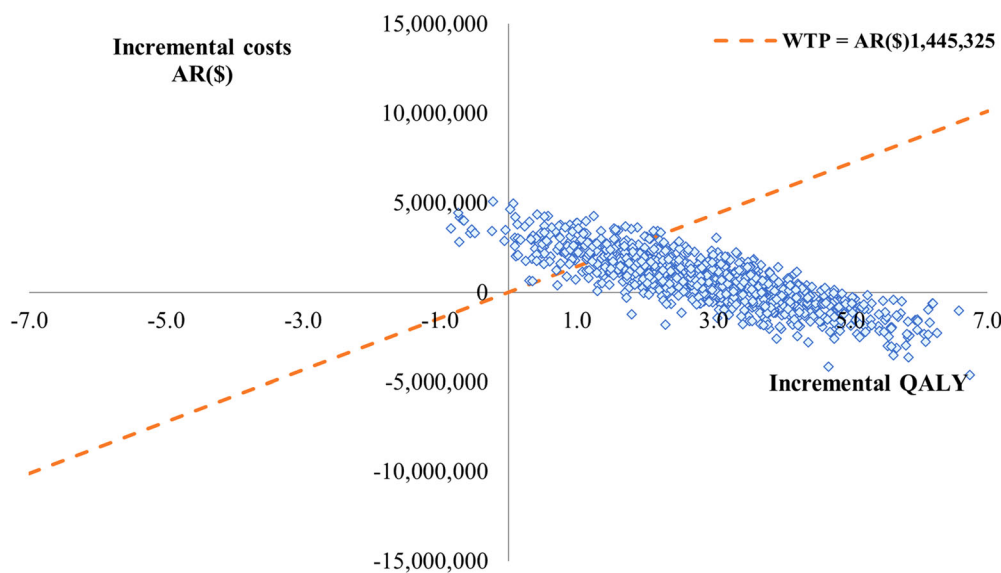 15,000,000
Incremental costs
AR($)
WTP = AR($)1,445,325
10,000,000
5,000,000
0
-7.0 -5.0 -3.0 -1.0 1.0 3.0 5.0 7.0
-5,000,000
Incremental QALY
-10,000,000
-15,000,000